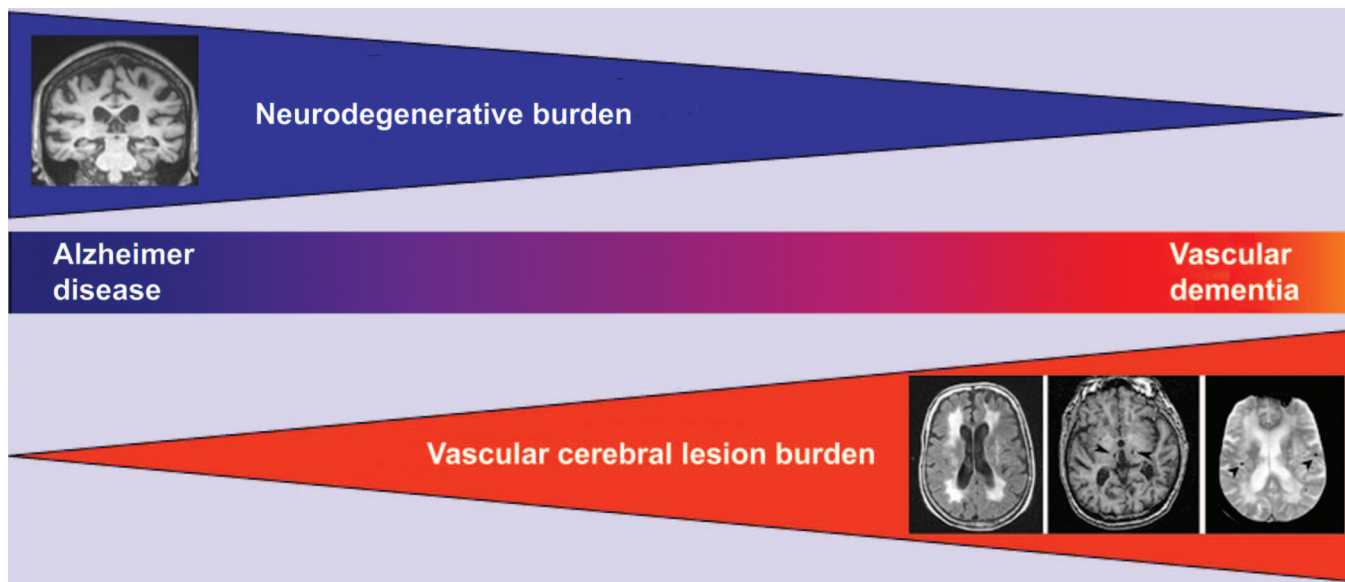 Neurodegenerative burden
Alzheimer
disease
Vascular
dementia
Vascular cerebral lesion burden